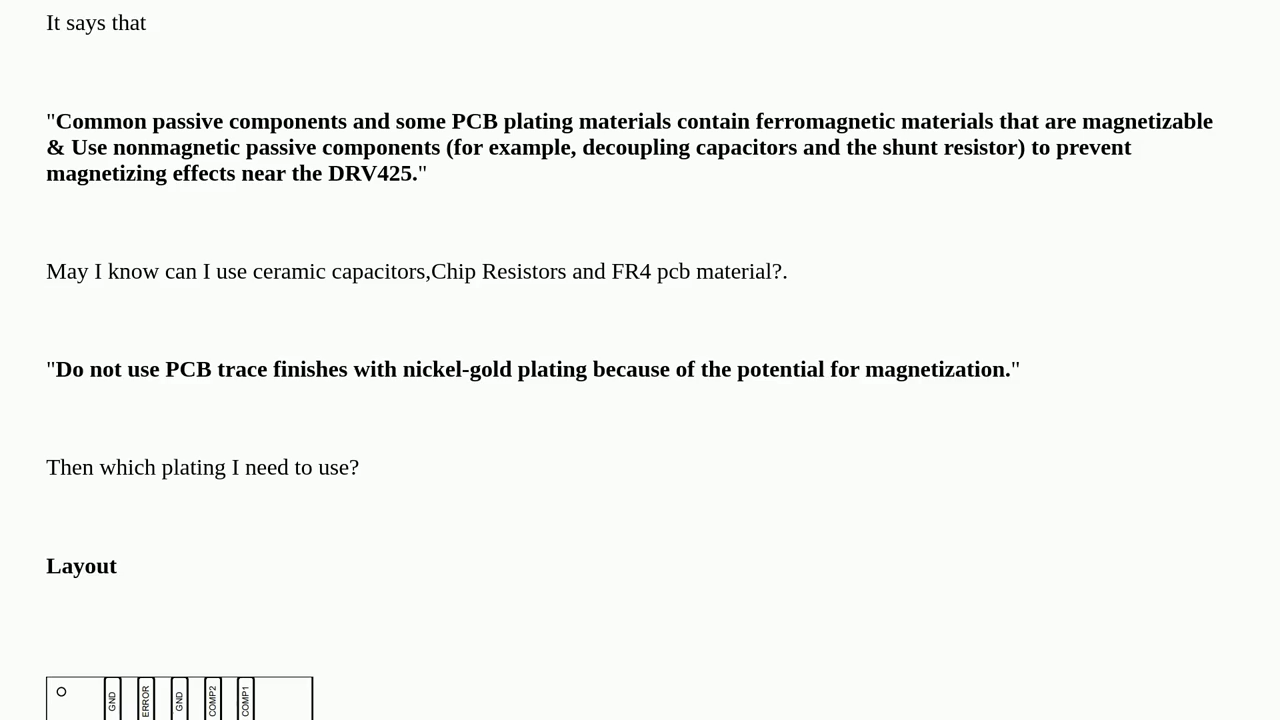 It says that
"Common passive components and some PCB plating materials contain ferromagnetic materials that are magnetizable
& Use nonmagnetic passive components (for example, decoupling capacitors and the shunt resistor) to prevent
magnetizing effects near the DRV425."
May I know can I use ceramic capacitors,Chip Resistors and FR4 pcb material?.
"Do not use PCB trace finishes with nickel-gold plating because of the potential for magnetization."
Then which plating I need to use?
Layout
GND ERROR GND COMP2 COMP1